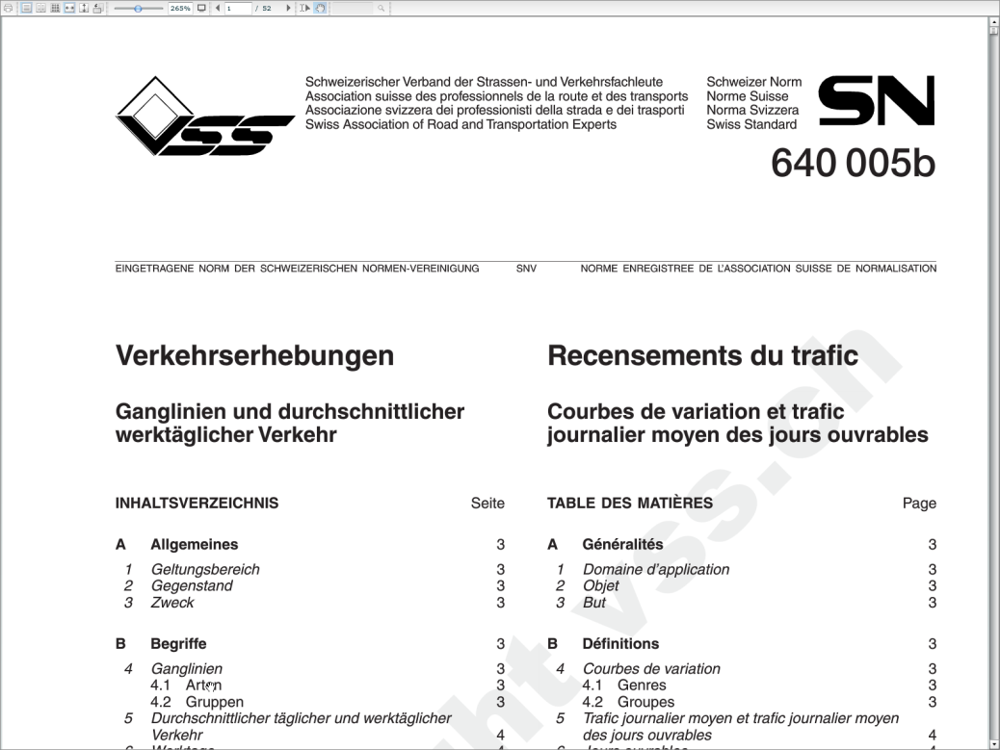 265%
1
/ 52
VSS
Schweizerischer Verband der Strassen- und Verkehrsfachleute
Association suisse des professionnels de la route et des transports
Associazione svizzera dei professionisti della strada e dei trasporti
Swiss Association of Road and Transportation Experts
Schweizer Norm
Norme Suisse
Norma Svizzera
Swiss Standard
SN
640 005b
EINGETRAGENE NORM DER SCHWEIZERISCHEN NORMEN-VEREINIGUNG SNV NORME ENREGISTREE DE L'ASSOCIATION SUISSE DE NORMALISATION
Verkehrserhebungen
Ganglinien und durchschnittlicher
werktäglicher Verkehr
INHALTSVERZEICHNIS Seite
A Allgemeines 3
1 Geltungsbereich 3
2 Gegenstand 3
3 Zweck 3
B Begriffe 3
4 Ganglinien 3
4.1 Arten 3
4.2 Gruppen 3
5 Durchschnittlicher täglicher und werktäglicher
Verkehr 4
6 Werktage 4
Recensements du trafic
Courbes de variation et trafic
journalier moyen des jours ouvrables
TABLE DES MATIÈRES Page
A Généralités 3
1 Domaine d'application 3
2 Objet 3
3 But 3
B Définitions 3
4 Courbes de variation 3
4.1 Genres 3
4.2 Groupes 3
5 Trafic journalier moyen et trafic journalier moyen
des jours ouvrables 4
6 Jours ouvrables 4
ght vss.ch